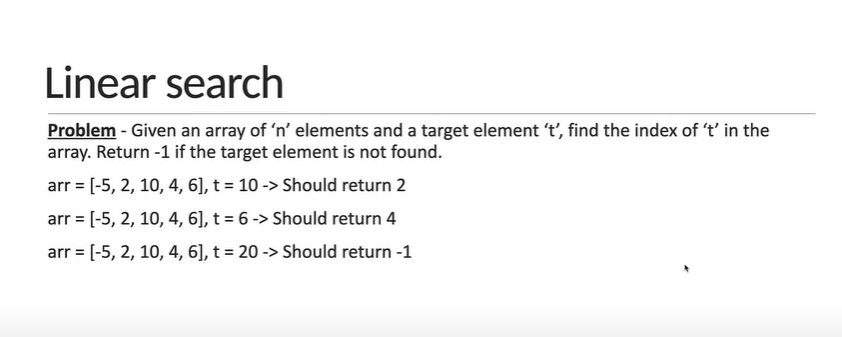 Linear search
Problem - Given an array of ‘n’ elements and a target element ‘t’, find the index of ‘t’ in the
array. Return -1 if the target element is not found.
arr = [-5, 2, 10, 4, 6], t = 10 -> Should return 2
arr = [-5, 2, 10, 4, 6], t = 6 -> Should return 4
arr = [-5, 2, 10, 4, 6], t = 20 -> Should return -1